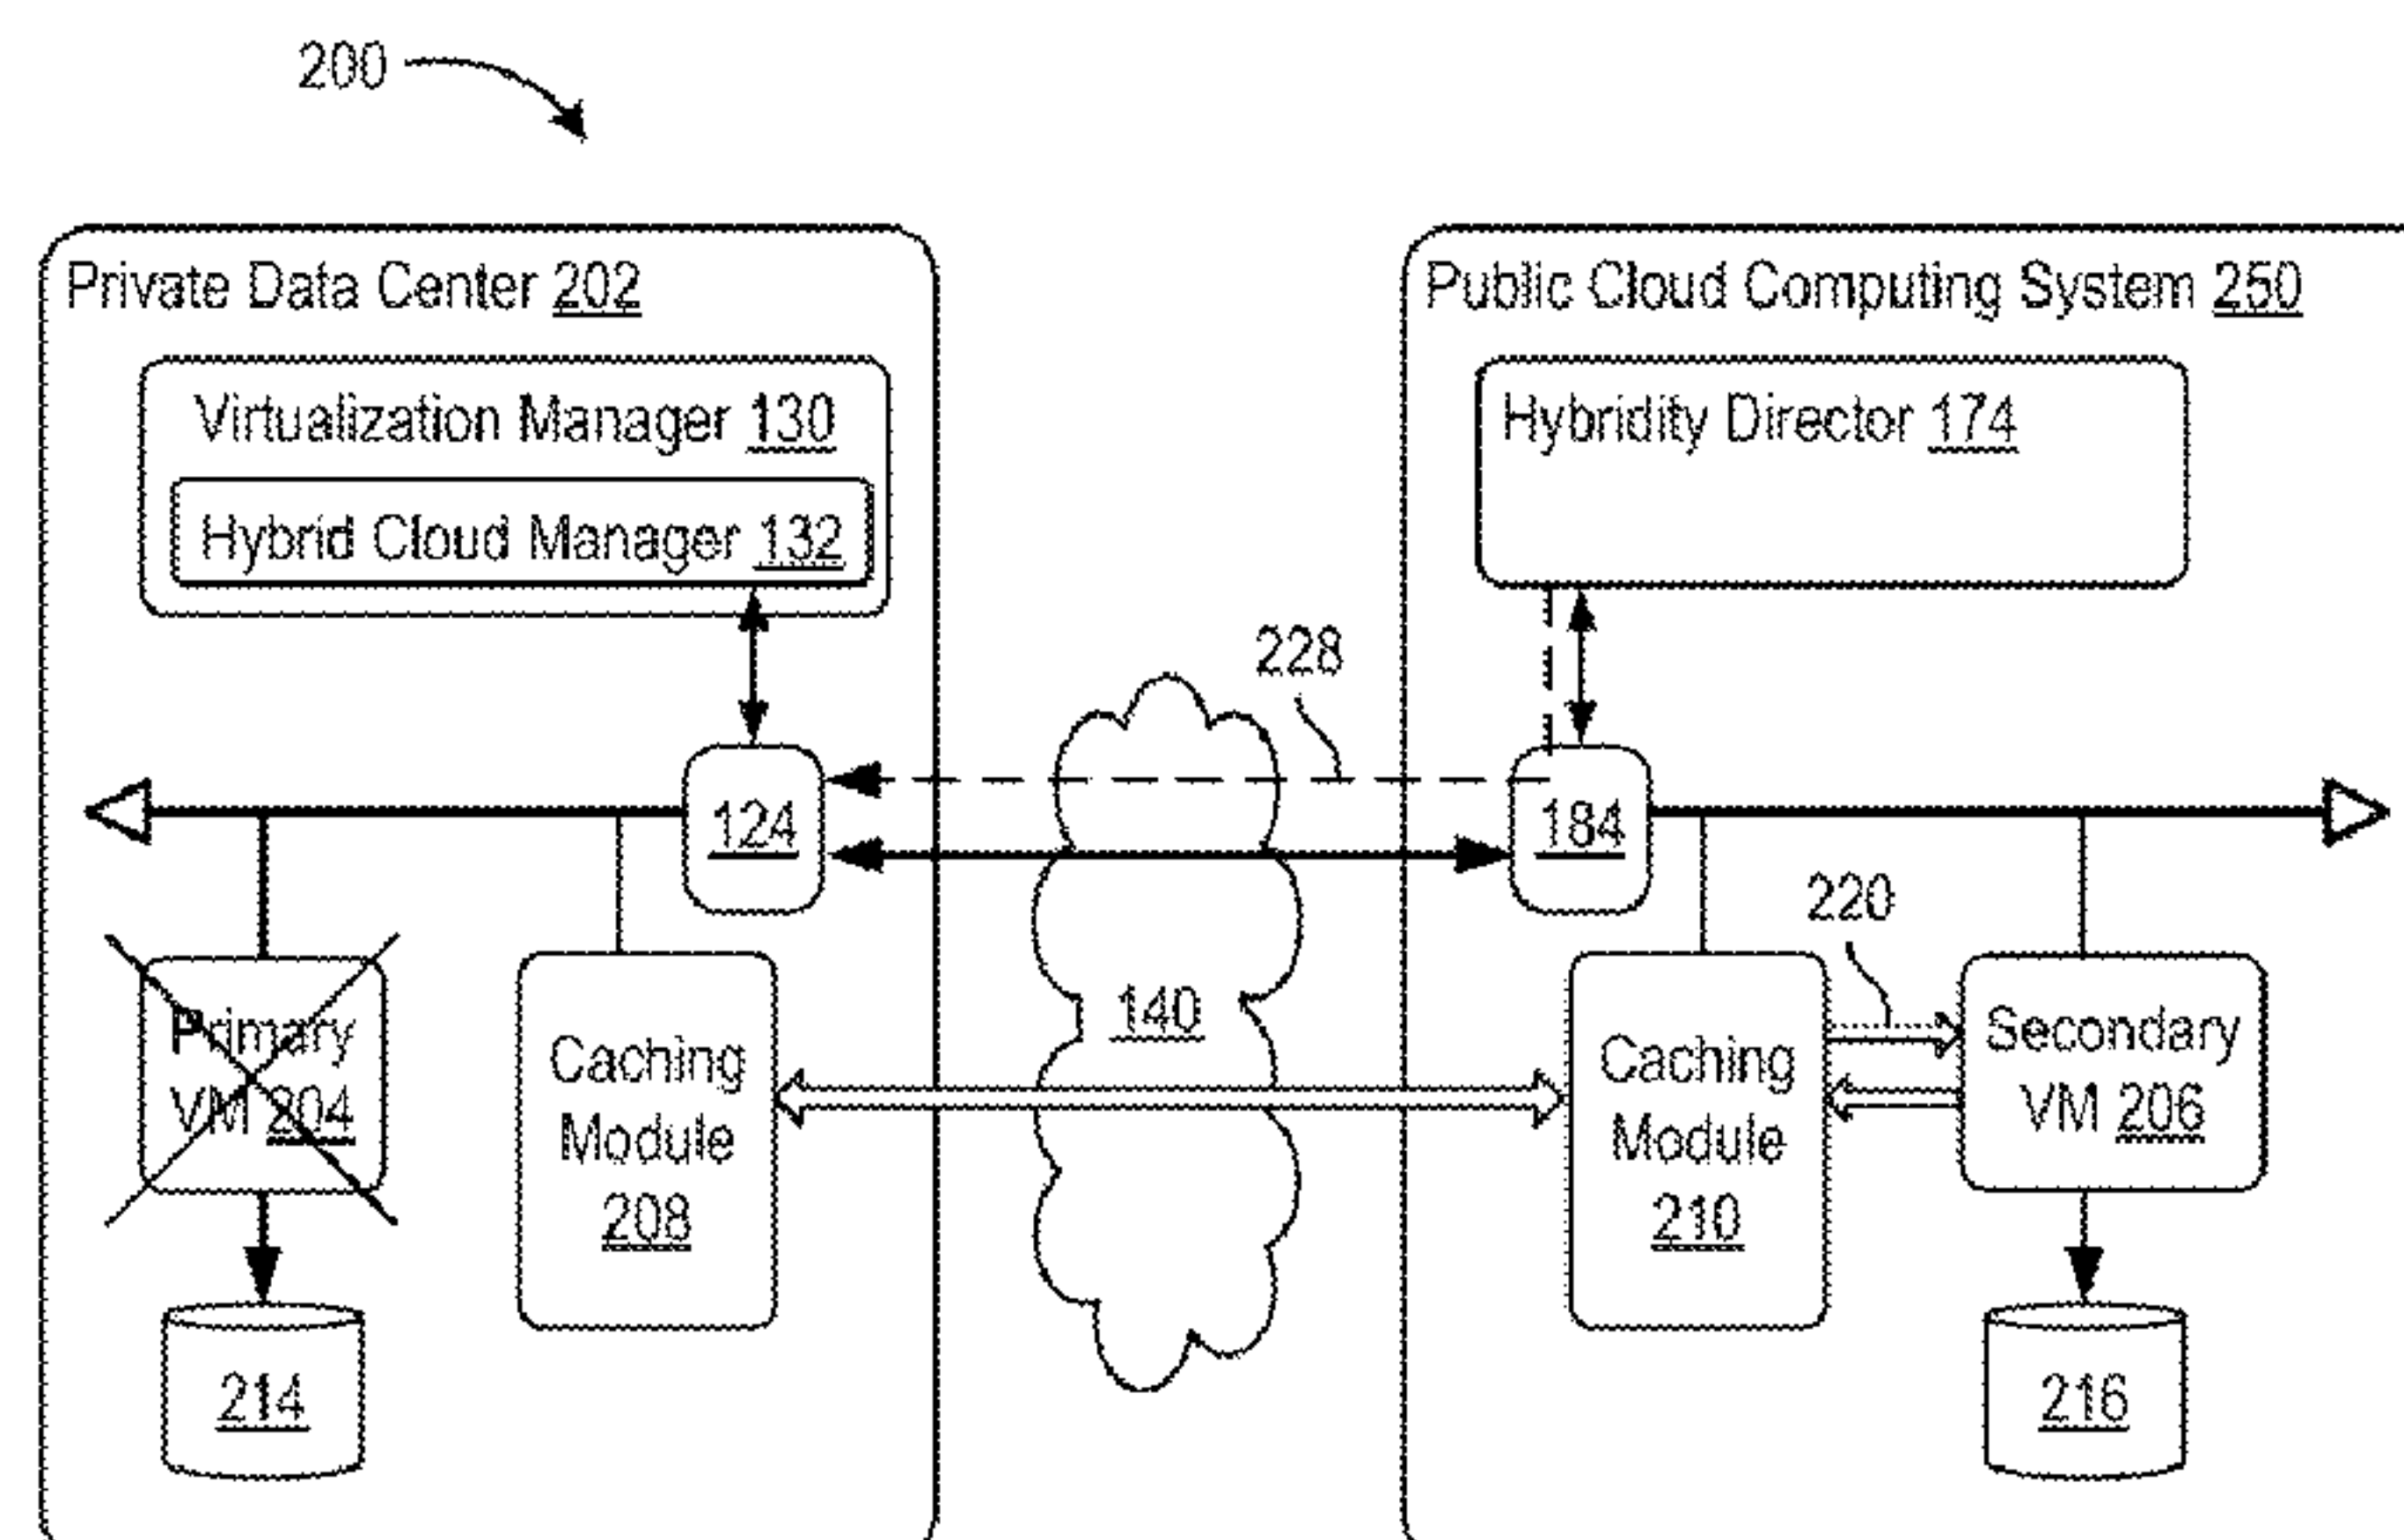 200
Private Data Center 202
Virtualization Manager 130
Hybrid Cloud Manager 132
Public Cloud Computing System 250
Hybridity Director 174
228
124
184
220
Primary
VM 204
Caching
Module
208
140
Caching
Module
210
Secondary
VM 206
214
216